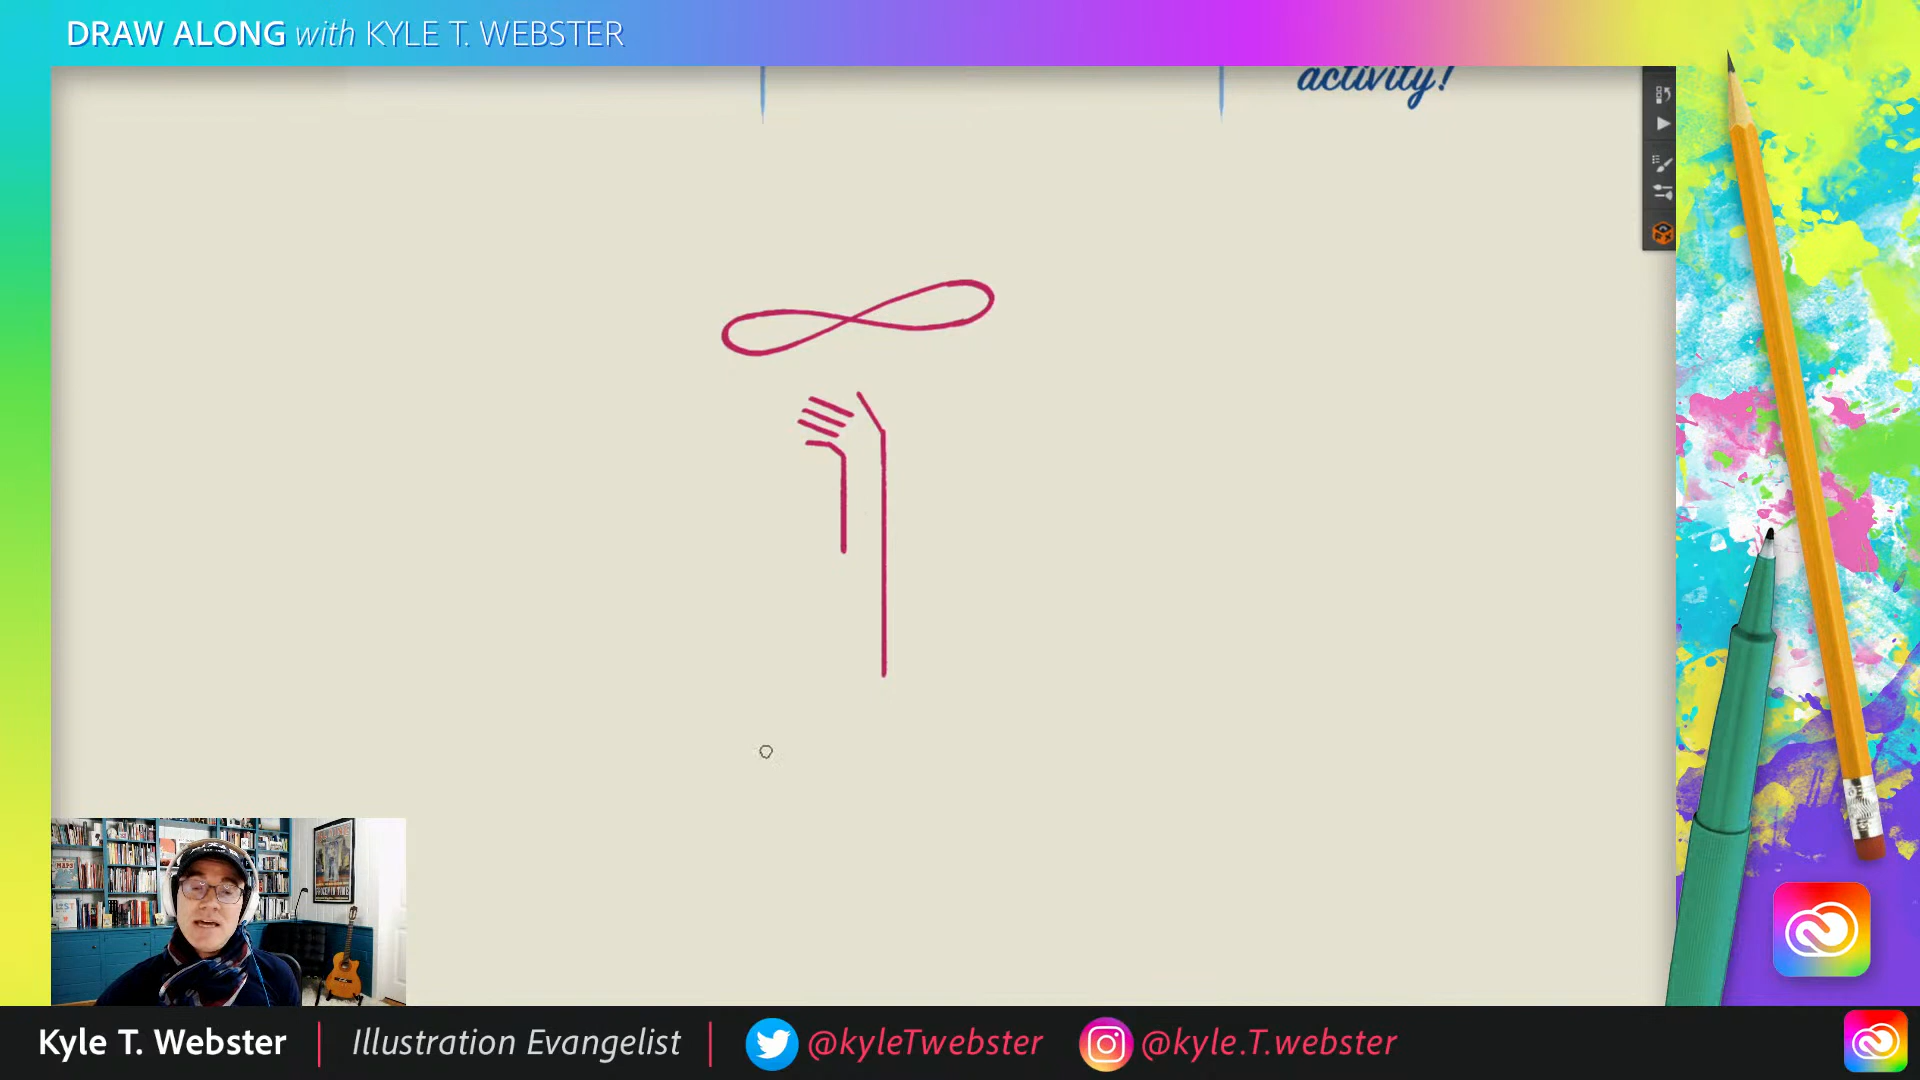 DRAW ALONG with KYLE T. WEBSTER
activity!
Kyle T. Webster | Illustration Evangelist | @kyleTwebster @kyle.T.webster